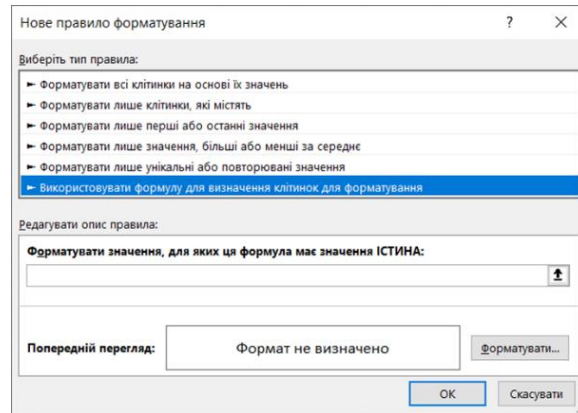 Нове правило форматування
?
Виберіть тип правила:
► Форматувати всі клітинки на основі їх значень
► Форматувати лише клітинки, які містять
► Форматувати лише перші або останні значення
► Форматувати лише значення, більші або менші за середнє
► Форматувати лише унікальні або повторювані значення
► Використовувати формулу для визначення клітинок для форматування
Редагувати опис правила:
Форматувати значення, для яких ця формула має значення ІСТИНА:
Попередній перегляд:
Формат не визначено
Форматувати...
ОК
Скасувати